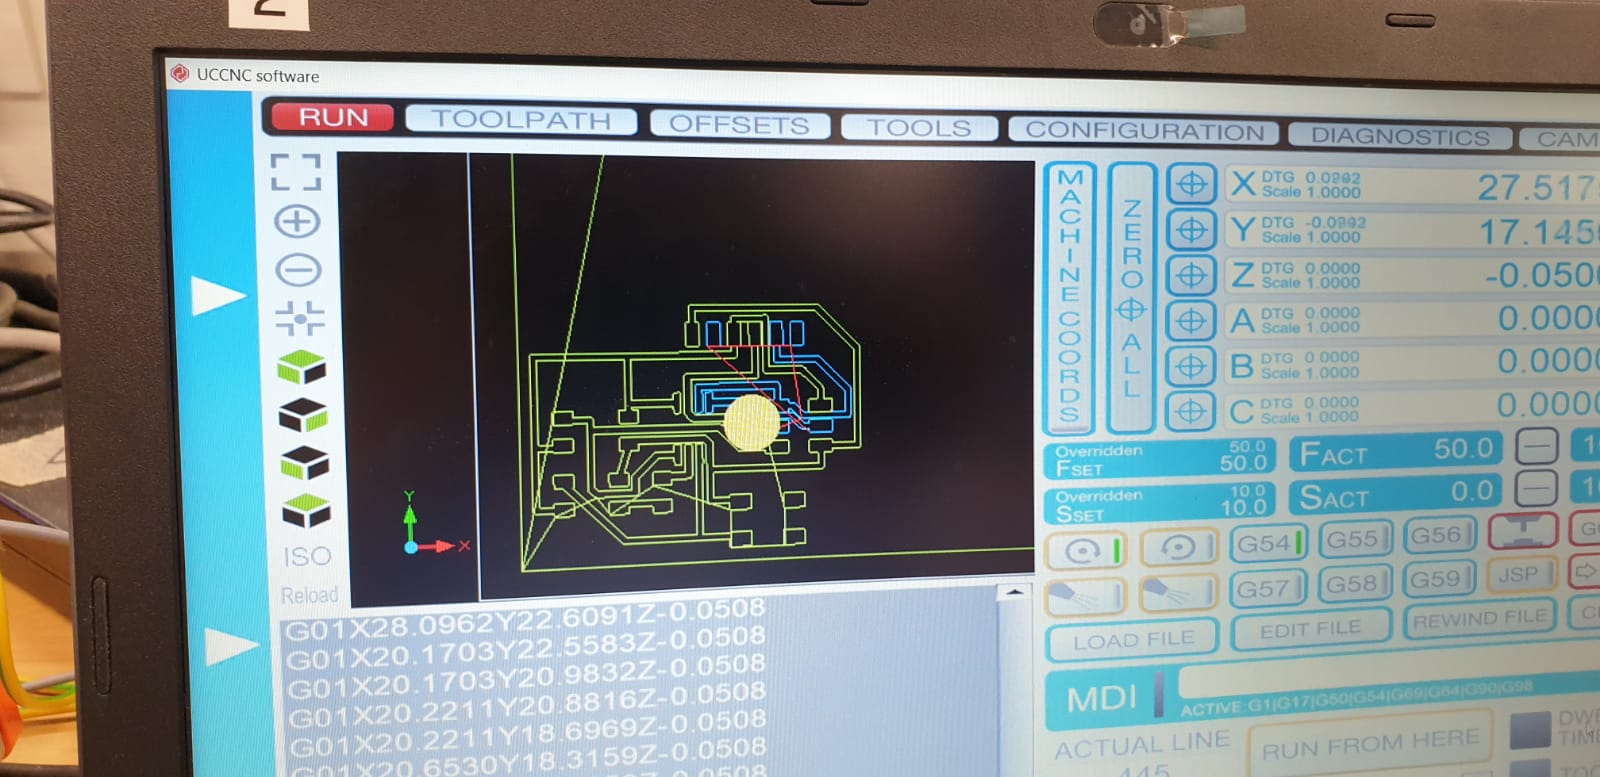 2
UCCNC software
RUN TOOLPATH OFFSETS TOOLS CONFIGURATION DIAGNOSTICS CAM
MACHINE COORDS
ZERO ALL
X DTG 0.0292 Scale 1.0000 27.517
Y DTG -0.0292 Scale 1.0000 17.145
Z DTG 0.0000 Scale 1.0000 -0.050
A DTG 0.0000 Scale 1.0000 0.000
B DTG 0.0000 Scale 1.0000 0.000
C DTG 0.0000 Scale 1.0000 0.000
Overridden 50.0
FSET 50.0
FACT 50.0
Overridden 10.0
SSET 10.0
SACT 0.0
G54 G55 G56
G57 G58 G59 JSP
LOAD FILE EDIT FILE REWIND FILE
MDI
ACTIVE:G1|G17|G50|G54|G69|G64|G90|G98
ACTUAL LINE
445
RUN FROM HERE
Y
X
ISO
Reload
G01X28.0962Y22.6091Z-0.0508
G01X20.1703Y22.5583Z-0.0508
G01X20.1703Y20.9832Z-0.0508
G01X20.2211Y20.8816Z-0.0508
G01X20.2211Y18.6969Z-0.0508
G01X20.6530Y18.3159Z-0.0508